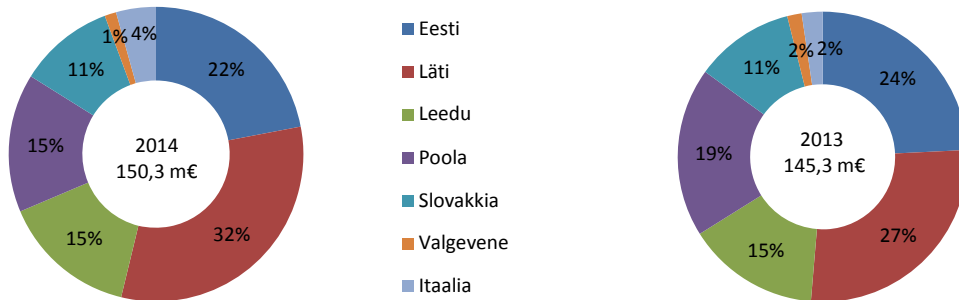 22%
32%
15%
15%
11%
1%
4%
2014
150,3 m€
Eesti
Läti
Leedu
Poola
Slovakkia
Valgevene
Itaalia
24%
27%
15%
19%
11%
2%
2%
2013
145,3 m€